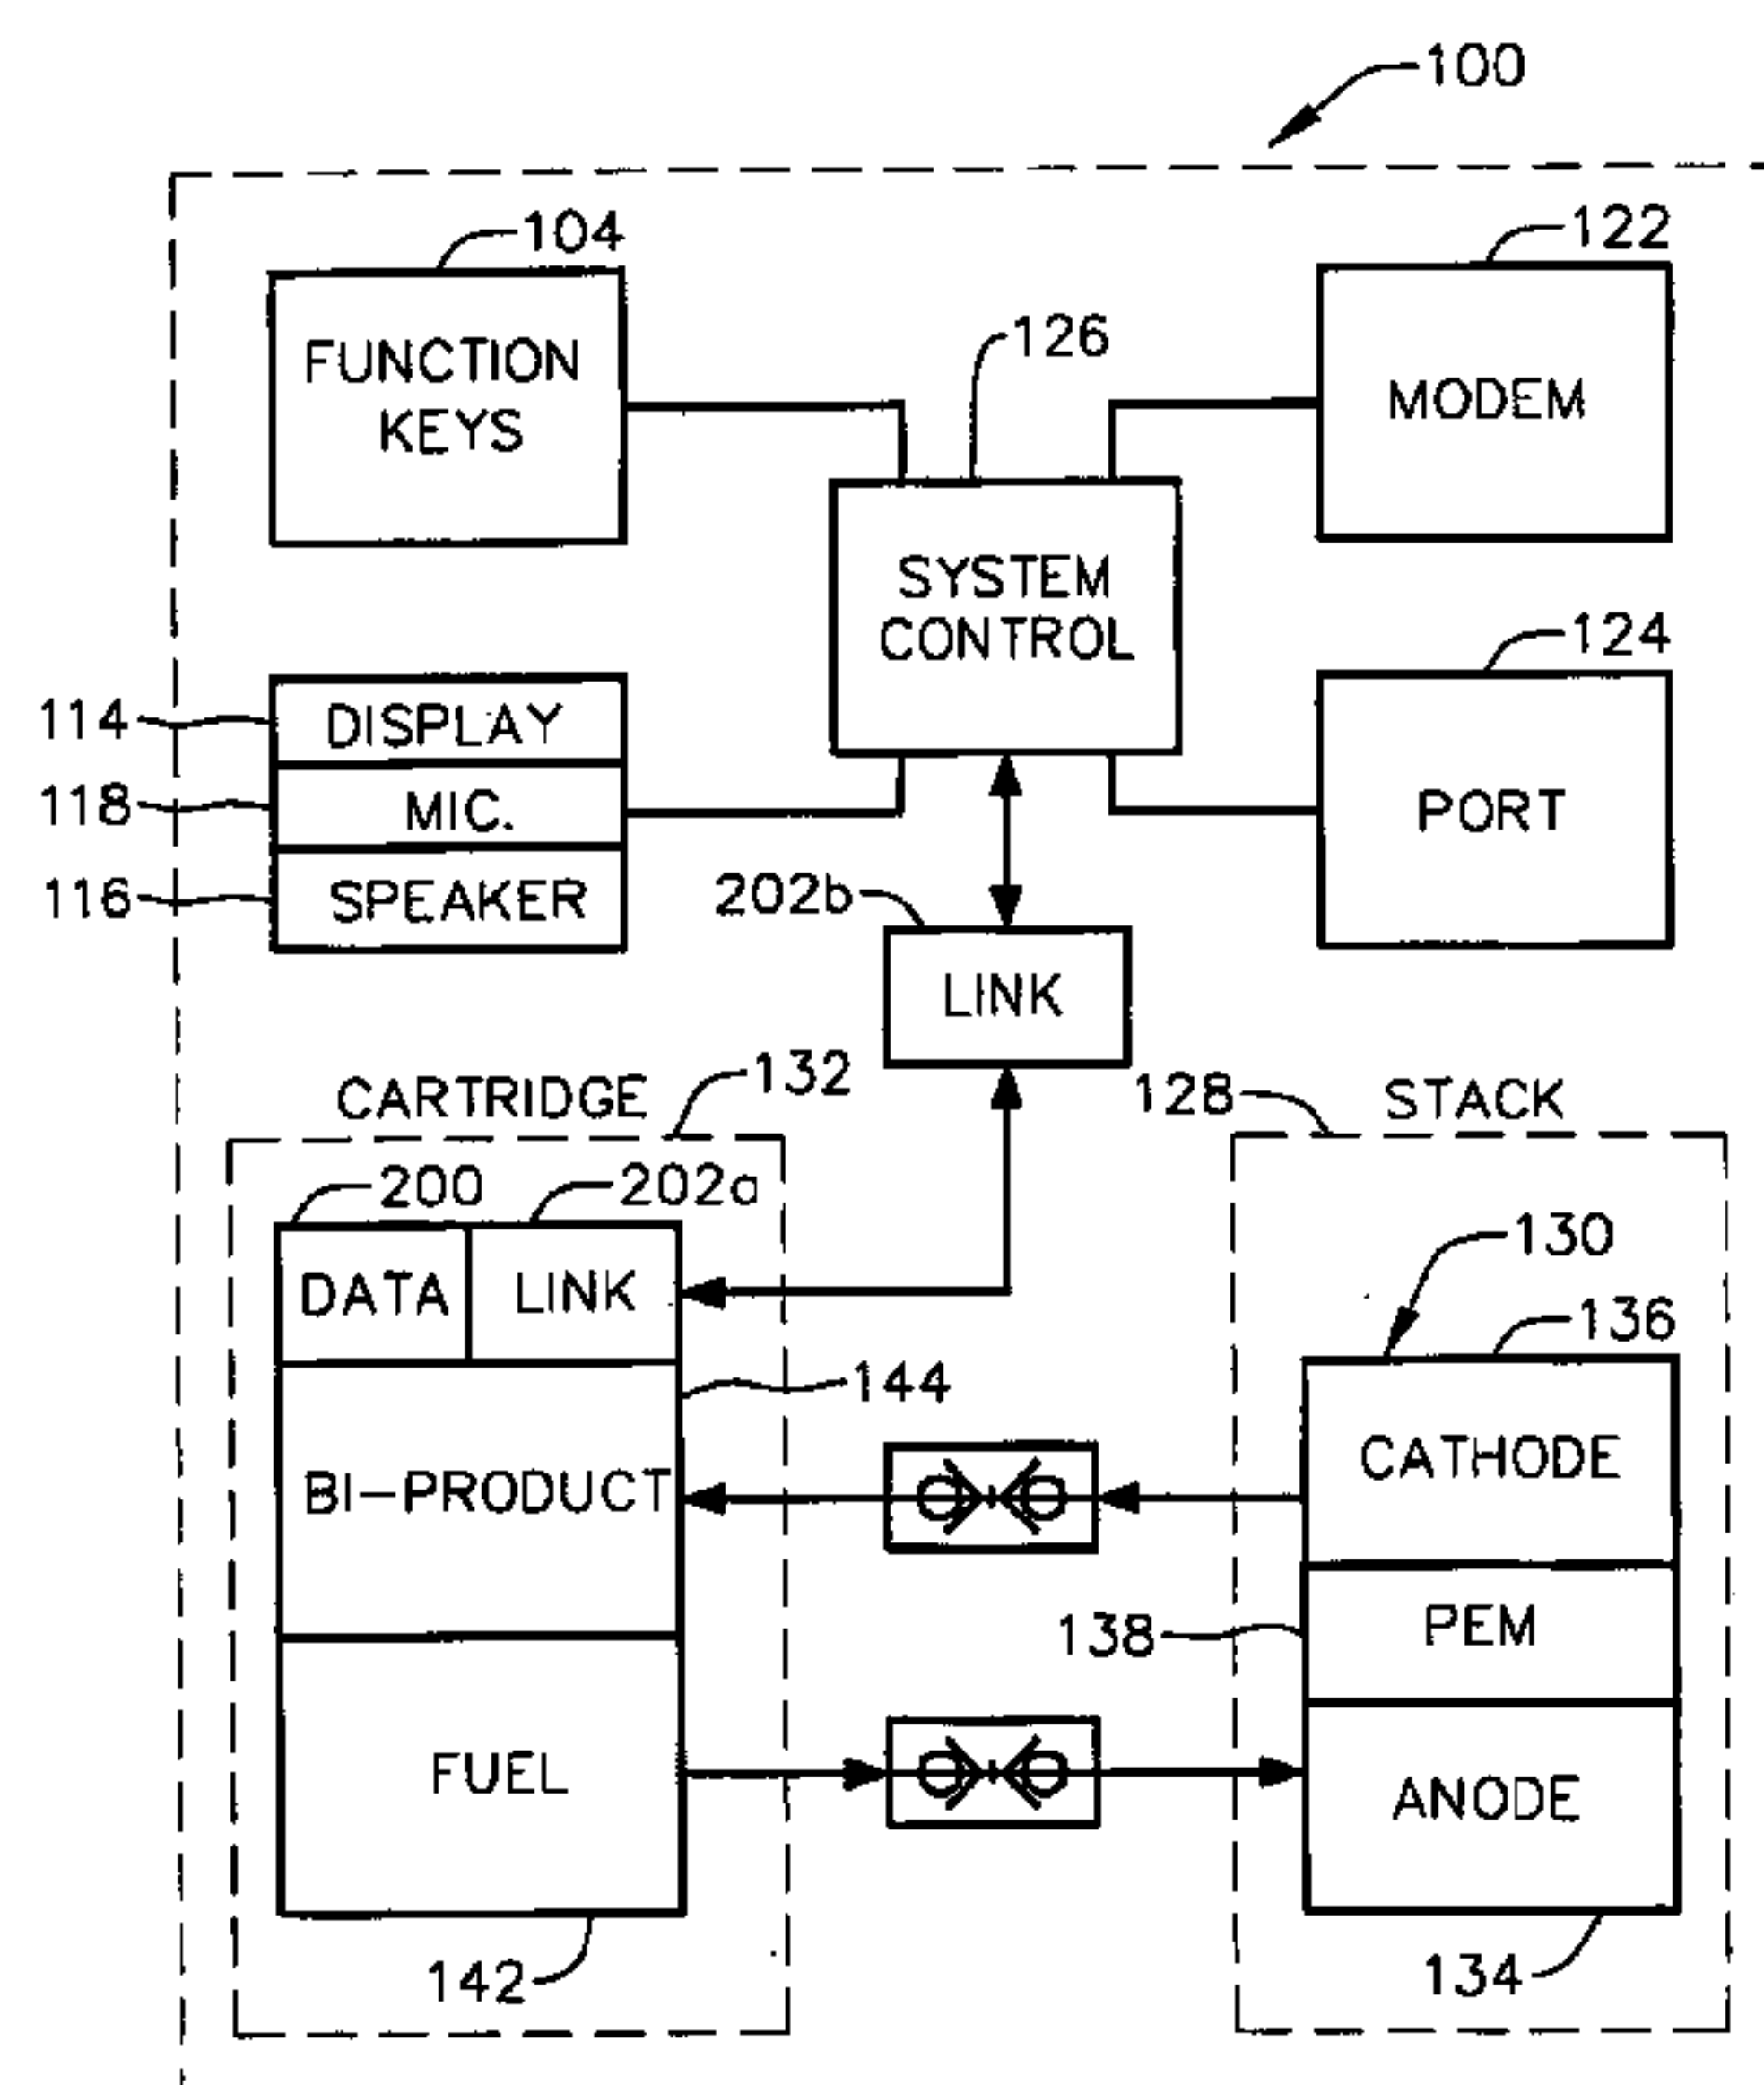 100
104
122
FUNCTION
KEYS
126
MODEM
SYSTEM
CONTROL
124
114
DISPLAY
118
MIC.
PORT
116
SPEAKER
202b
LINK
CARTRIDGE
132
128
STACK
200
202a
130
DATA
LINK
136
144
CATHODE
BI-PRODUCT
138
PEM
FUEL
ANODE
142
134